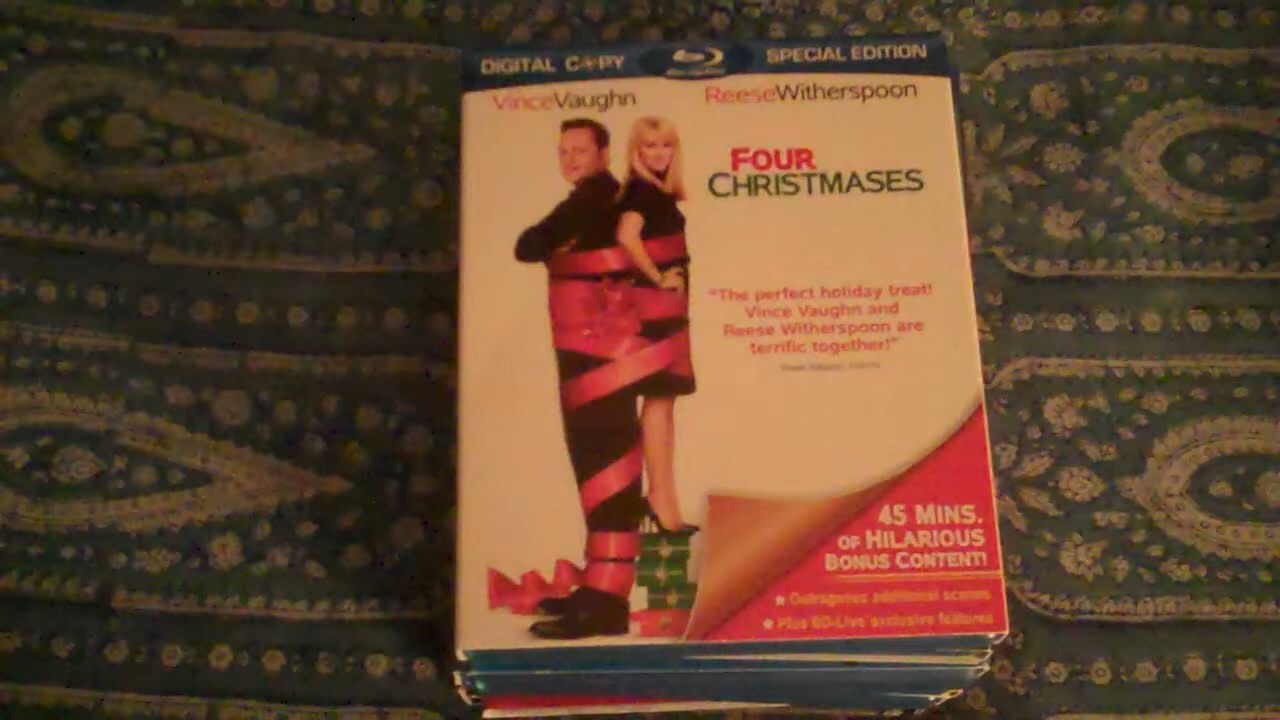 DIGITAL COPY
SPECIAL EDITION
VinceVaughn
ReeseWitherspoon
FOUR
CHRISTMASES
"The perfect holiday treat!
Vince Vaughn and
Reese Witherspoon are
terrific together!"
45 MINS.
OF HILARIOUS
BONUS CONTENT!
★ Outrageous additional scenes
★ Plus BD-Live exclusive features